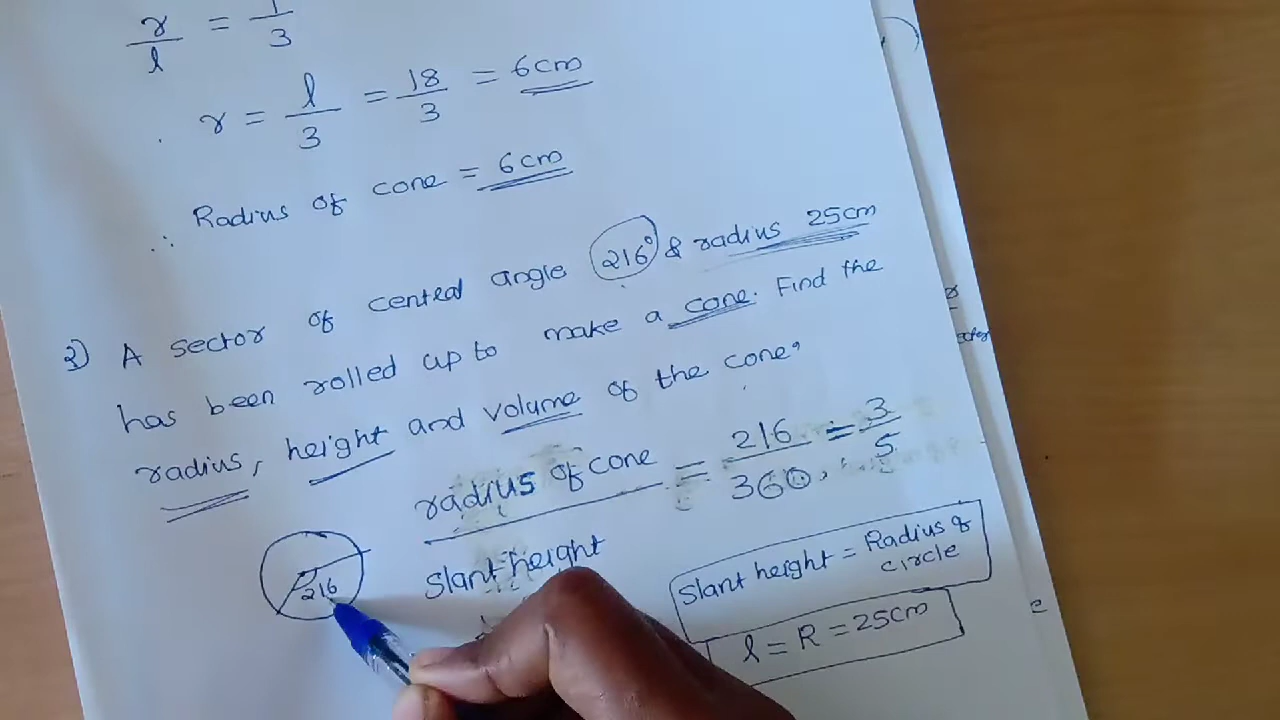 r/l = 1/3
∴ r = l/3 = 18/3 = 6cm
∴ Radius of cone = 6cm
2) A sector of central angle 216° & radius 25cm
has been rolled up to make a cone. Find the
radius, height and volume of the cone.
radius of cone / Slant height = 216/360 = 3/5
216
Slant height = Radius of
circle
l = R = 25cm